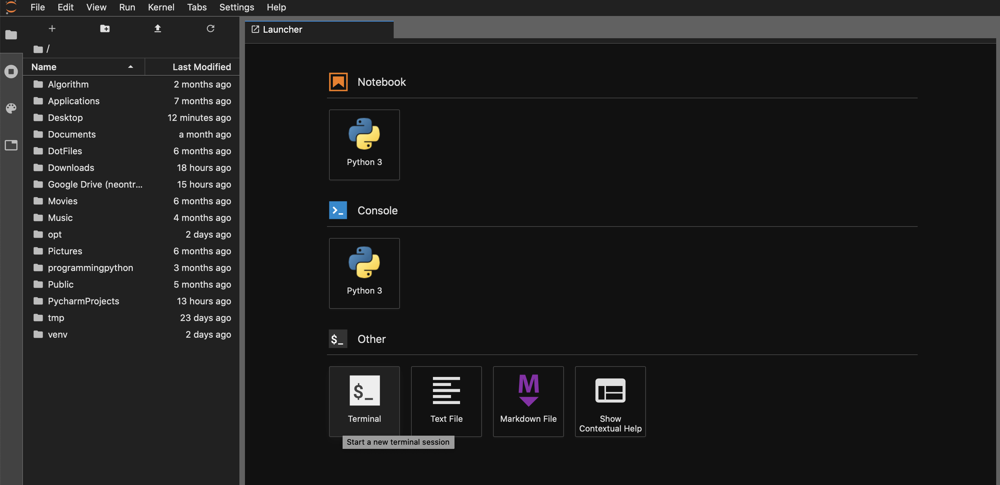 File Edit View Run Kernel Tabs Settings Help
Launcher
/
Name Last Modified
Algorithm 2 months ago
Applications 7 months ago
Desktop 12 minutes ago
Documents a month ago
DotFiles 6 months ago
Downloads 18 hours ago
Google Drive (neontr... 15 hours ago
Movies 6 months ago
Music 4 months ago
opt 2 days ago
Pictures 6 months ago
programmingpython 3 months ago
Public 5 months ago
PycharmProjects 13 hours ago
tmp 23 days ago
venv 2 days ago
Notebook
Python 3
Console
Python 3
$_ Other
$_
Terminal
Text File
M
Markdown File
Show
Contextual Help
Start a new terminal session